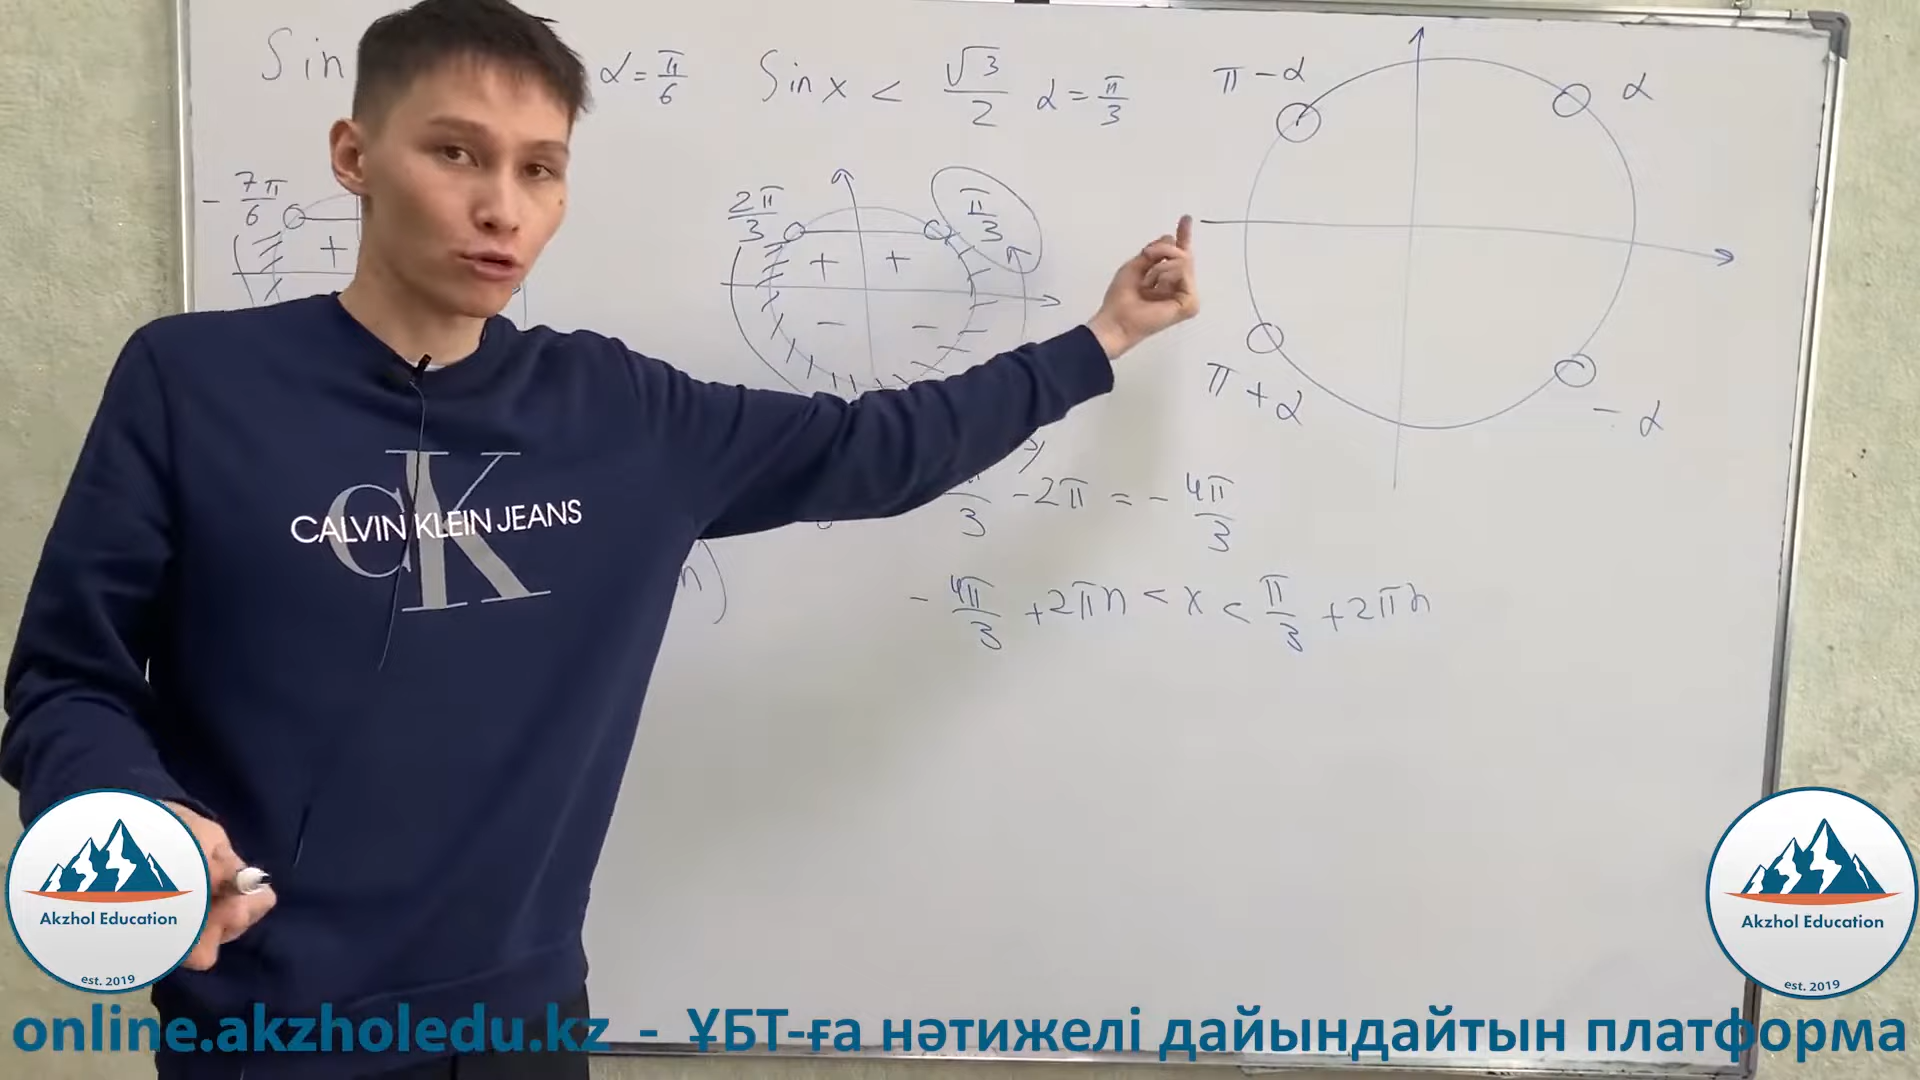 Sin
α = π/6
Sin x < √3/2 α = π/3
π - α
α
- 7π/6
+
2π/3
π/3
+ +
- -
π + α
- α
/3 - 2π = - 4π/3
- 4π/3 + 2πn < x < π/3 + 2πn
n)
CALVIN KLEIN JEANS
CK
Akzhol Education
est. 2019
Akzhol Education
est. 2019
online.akzholedu.kz - ҰБТ-ға нәтижелі дайындайтын платформа